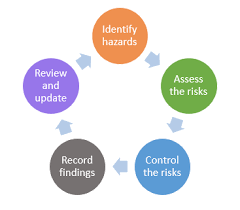 Identify
hazards
Assess
the risks
Control
the risks
Record
findings
Review
and
update